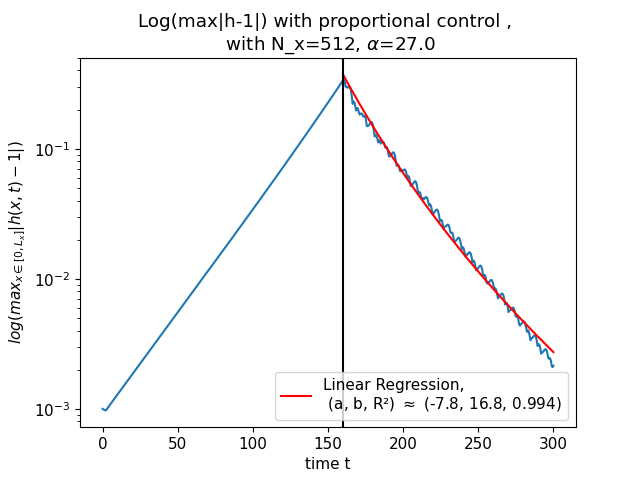 Log(max|h-1|) with proportional control ,
with N_x=512, α=27.0
log(max_{x∈[0,L_x]}|h(x,t)−1|)
10^{-1}
10^{-2}
10^{-3}
Linear Regression,
(a, b, R²) ≈ (-7.8, 16.8, 0.994)
0 50 100 150 200 250 300
time t